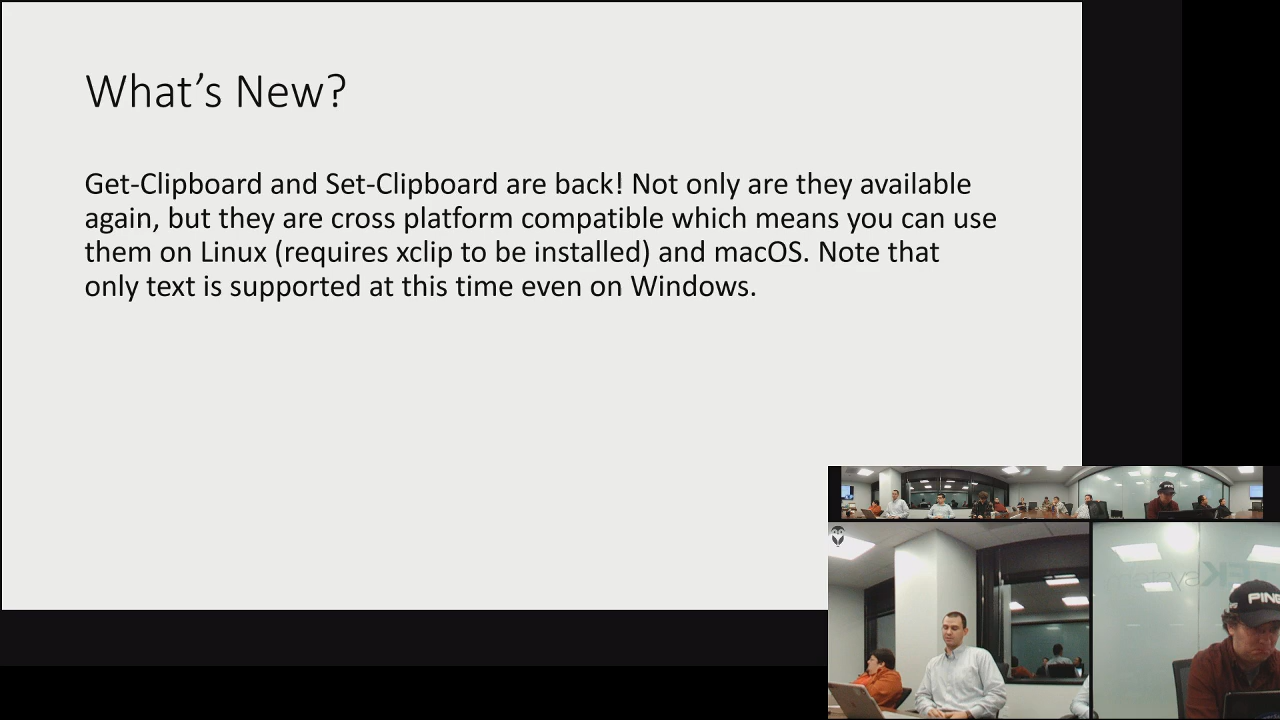 What's New?
Get-Clipboard and Set-Clipboard are back! Not only are they available
again, but they are cross platform compatible which means you can use
them on Linux (requires xclip to be installed) and macOS. Note that
only text is supported at this time even on Windows.
PING